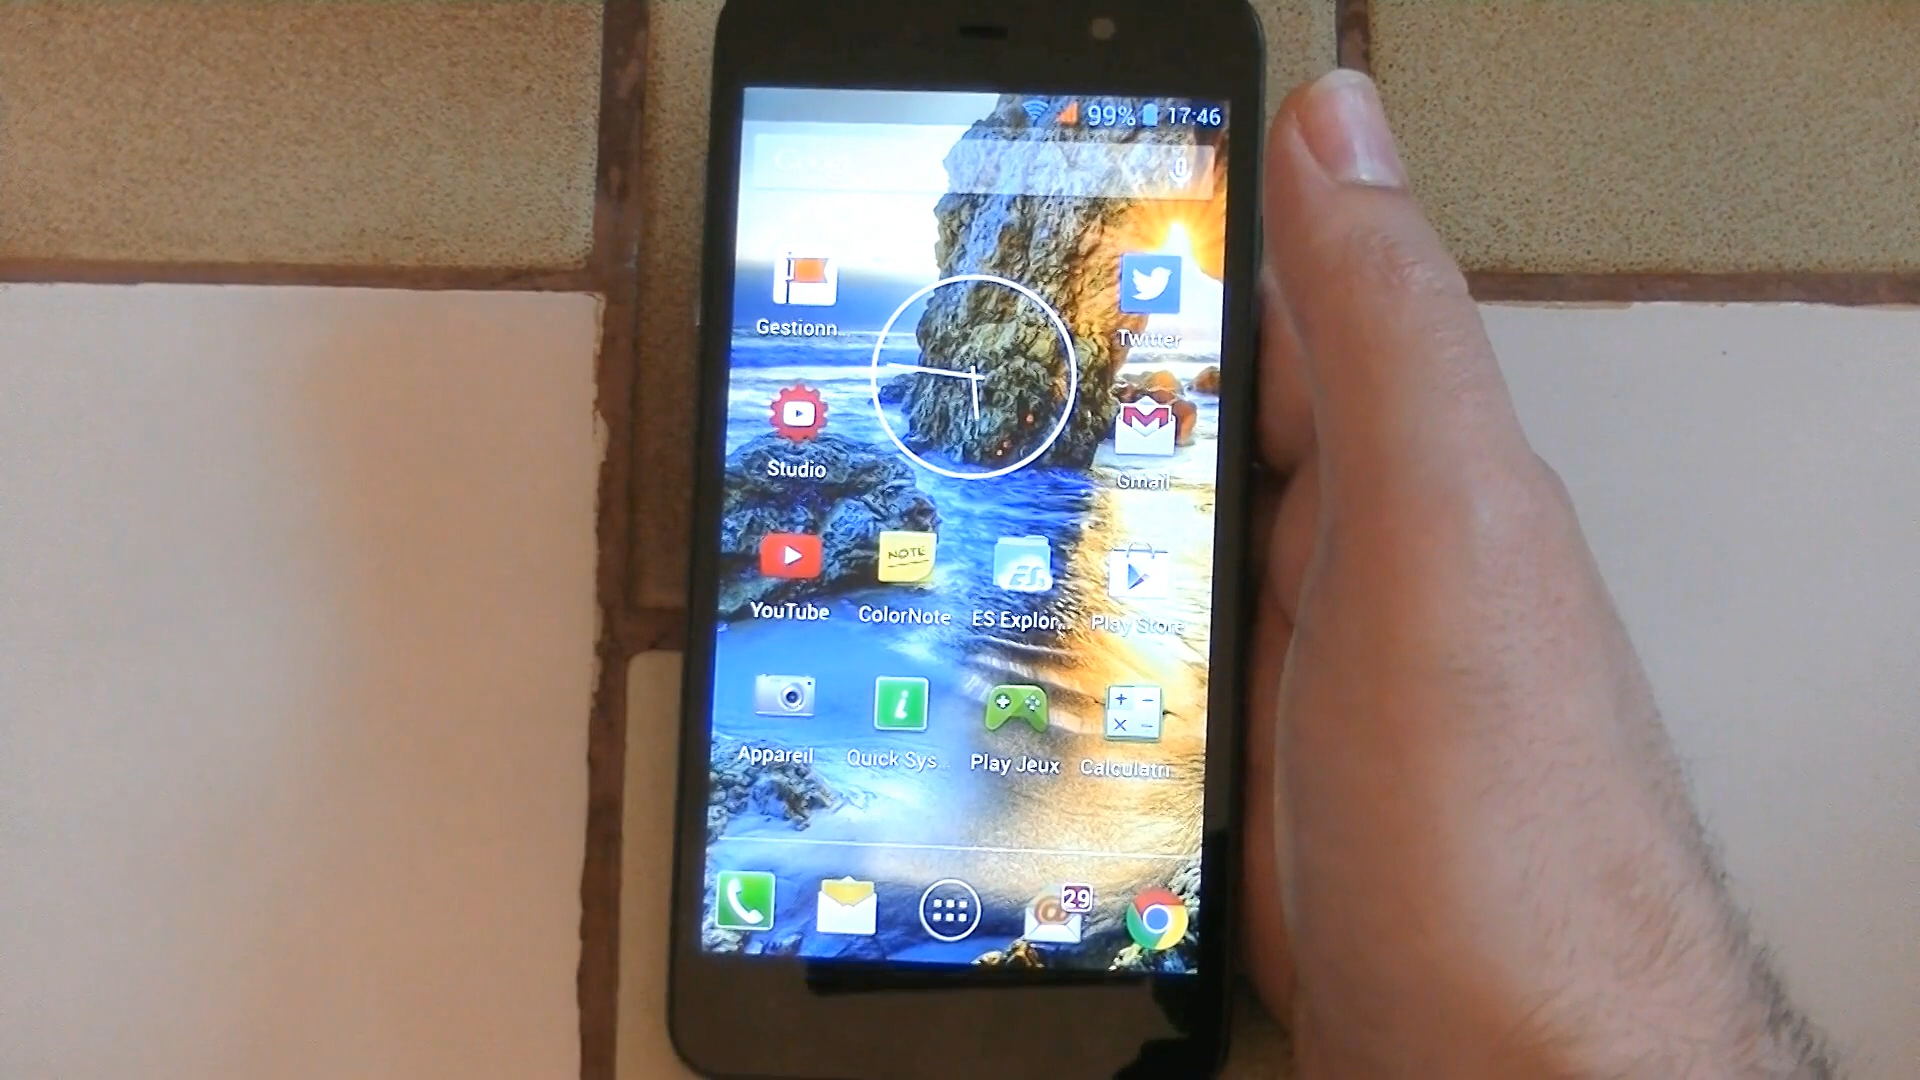 99% 17:46
Gestionn...
Twitter
Studio
Gmail
NOTE
YouTube
ColorNote
ES Explor...
Play Store
Appareil
Quick Sys...
Play Jeux
Calculatri
29